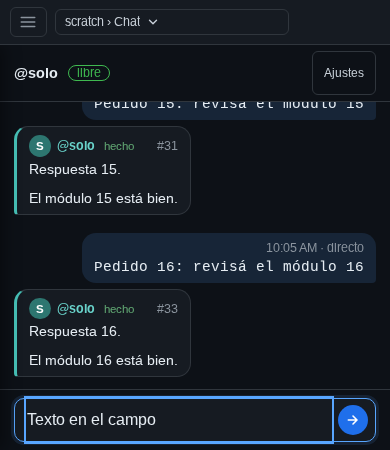 scratch › Chat
@solo libre Ajustes
Pedido 15: revisá el módulo 15
S @solo hecho #31
Respuesta 15.
El módulo 15 está bien.
10:05 AM · directo
Pedido 16: revisá el módulo 16
S @solo hecho #33
Respuesta 16.
El módulo 16 está bien.
Texto en el campo